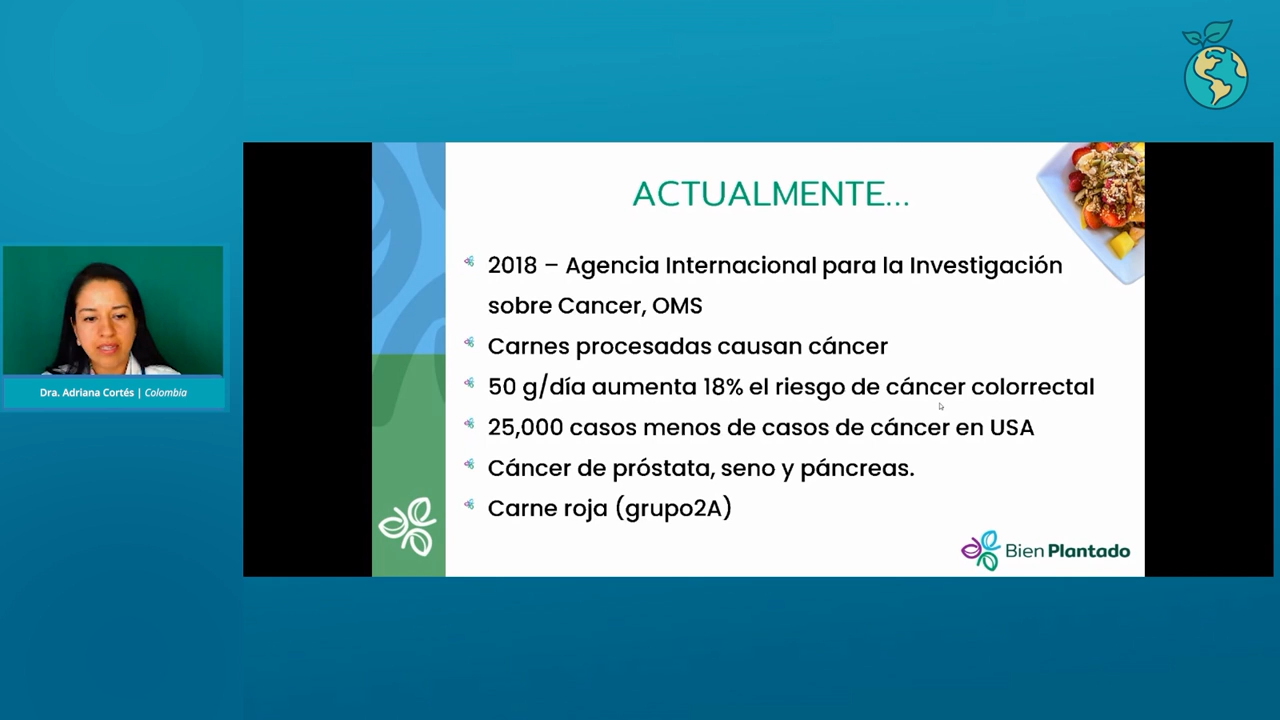 ACTUALMENTE...
2018 – Agencia Internacional para la Investigación
sobre Cancer, OMS
Carnes procesadas causan cáncer
50 g/día aumenta 18% el riesgo de cáncer colorrectal
25,000 casos menos de casos de cáncer en USA
Cáncer de próstata, seno y páncreas.
Carne roja (grupo2A)
Bien Plantado
Dra. Adriana Cortés | Colombia